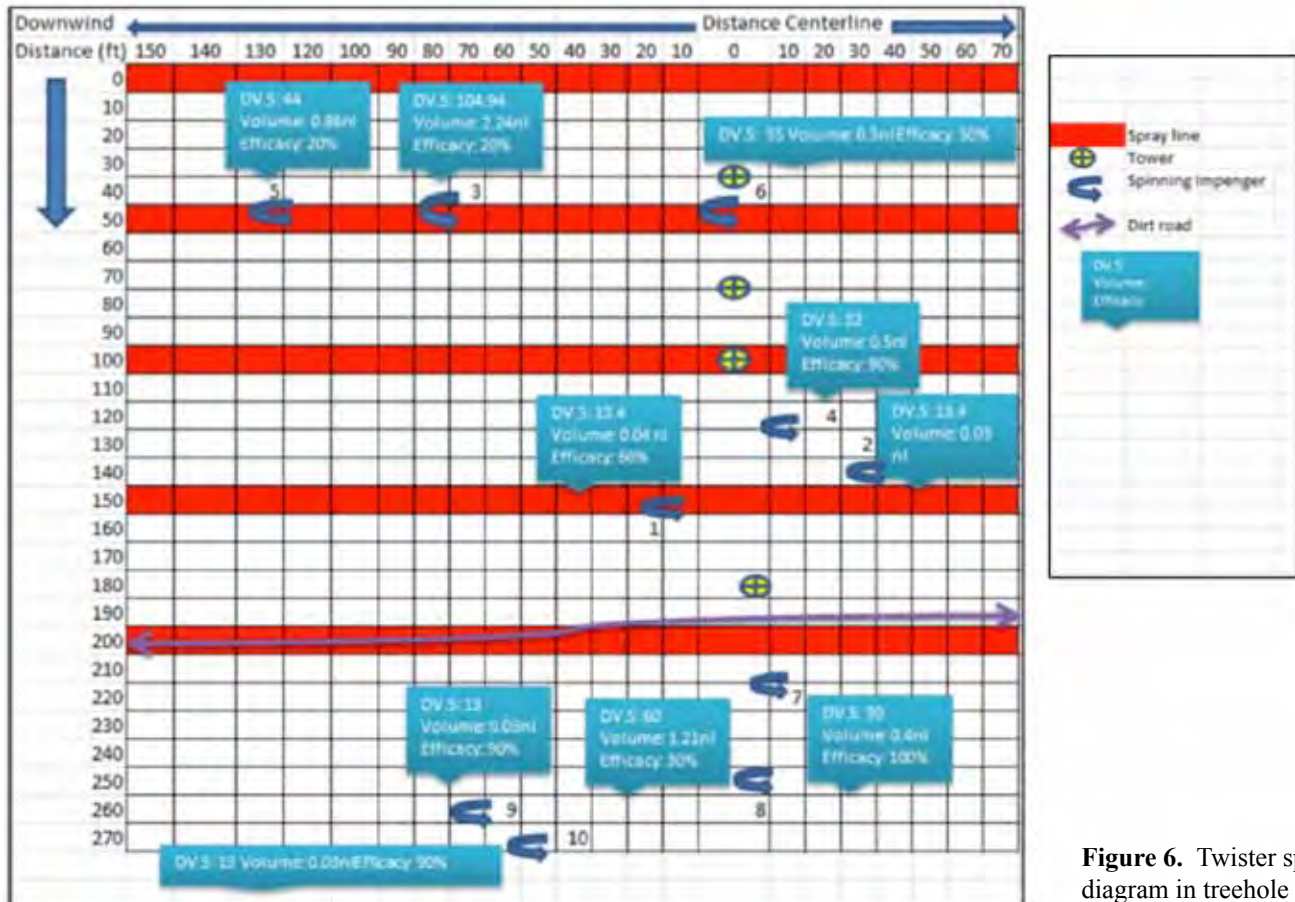 Downwind
Distance Centerline
Distance (ft) 150 140 130 120 100 90 80 70 60 50 40 20 10 0 10 20 30 40 50 60 70
0
10
20
30
40
50
60
70
80
90
100
110
120
130
140
150
160
170
180
190
200
210
220
230
240
250
260
270
DV.5: 44
Volume: 0.86nl
Efficacy: 20%
DV.5: 104.94
Volume: 2.24nl
Efficacy: 20%
DV.5: 55 Volume: 0.5nl Efficacy: 50%
5
3
6
DV.5: 32
Volume: 0.5nl
Efficacy: 90%
4
DV.5: 13.4
Volume: 0.04 nl
Efficacy: 60%
1
2
DV.5: 13.4
Volume: 0.03
nl
7
DV.5: 13
Volume: 0.03nl
Efficacy: 90%
DV.5: 60
Volume: 1.21nl
Efficacy: 30%
DV.5: 30
Volume: 0.4nl
Efficacy: 100%
8
9
10
DV.5: 13 Volume: 0.03nlEfficacy: 90%
Spray line
Tower
Spinning Impenger
Dirt road
DV.5
Volume:
Efficacy
Figure 6. Twister sp
diagram in treehole